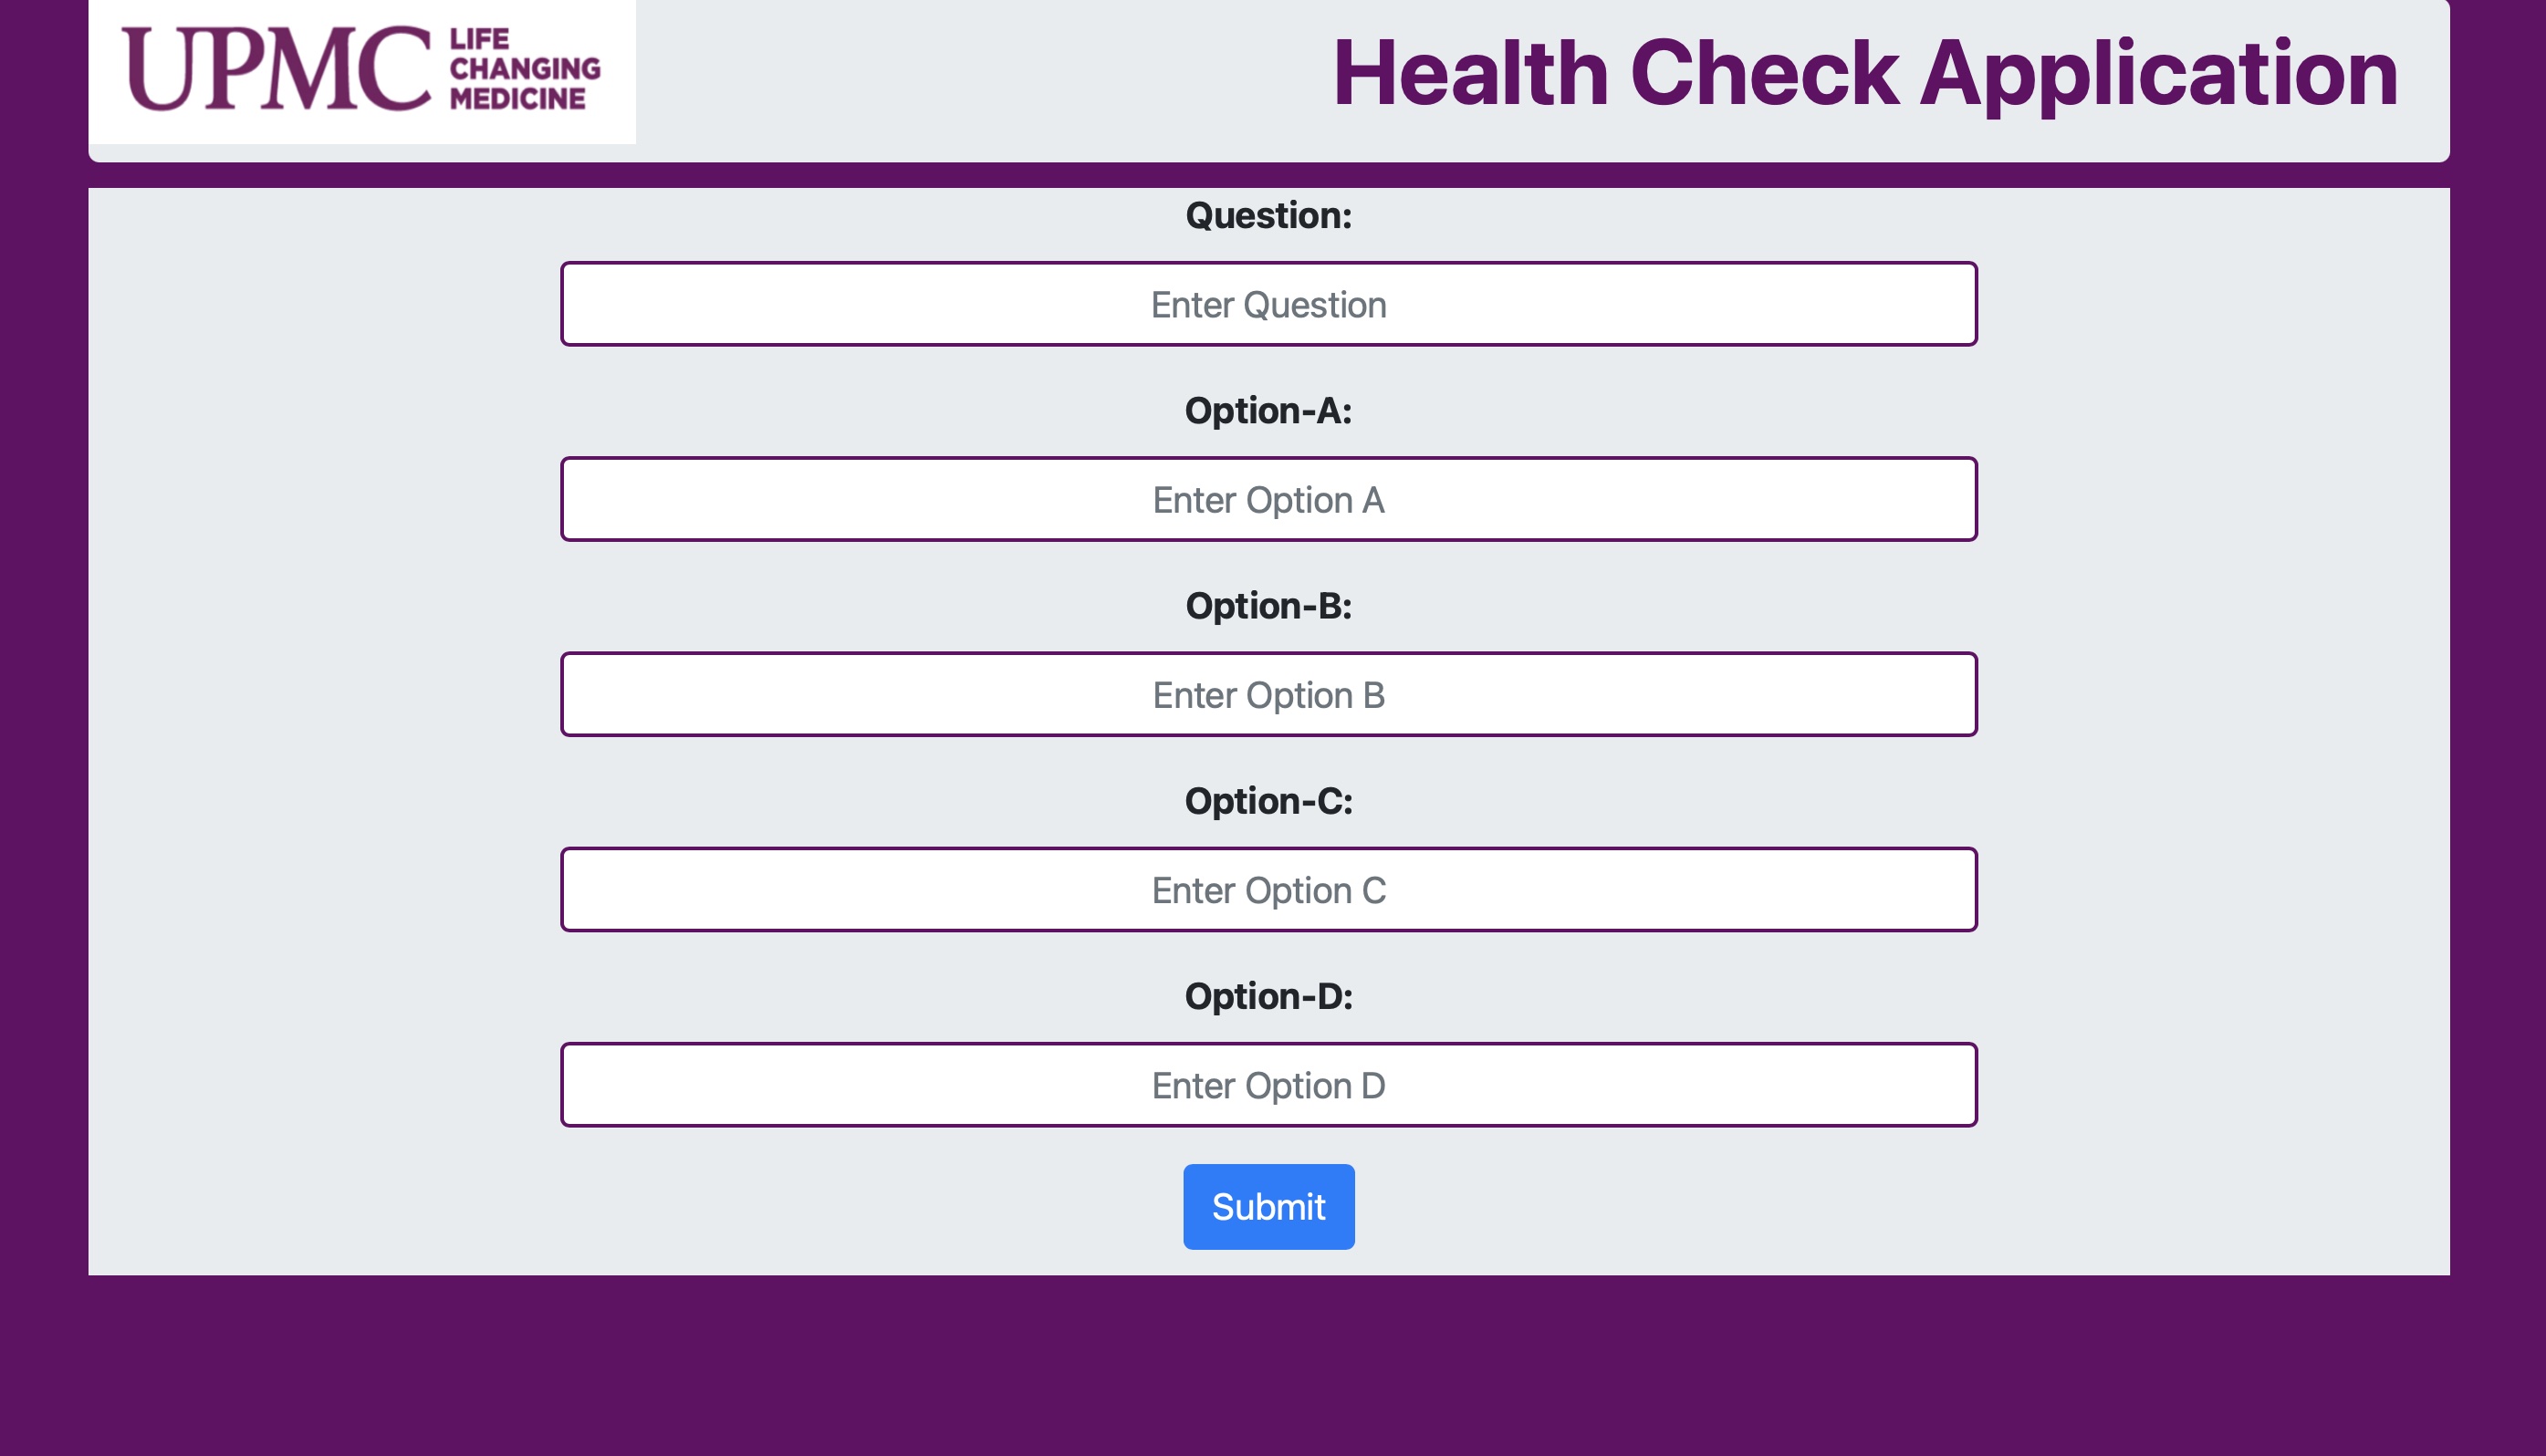 UPMC LIFE
CHANGING
MEDICINE
Health Check Application
Question:
Enter Question
Option-A:
Enter Option A
Option-B:
Enter Option B
Option-C:
Enter Option C
Option-D:
Enter Option D
Submit